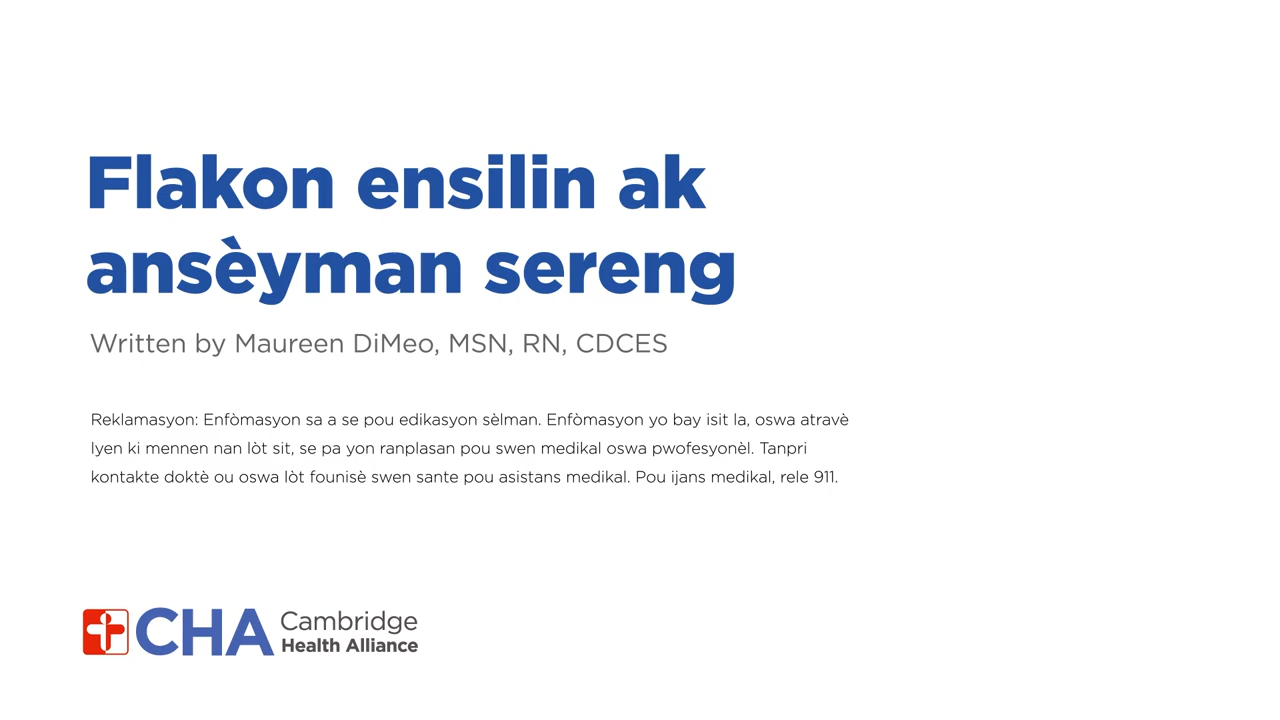 Flakon ensilin ak
ansèyman sereng
Written by Maureen DiMeo, MSN, RN, CDCES
Reklamasyon: Enfòmasyon sa a se pou edikasyon sèlman. Enfòmasyon yo bay isit la, oswa atravè
lyen ki mennen nan lòt sit, se pa yon ranplasan pou swen medikal oswa pwofesyonèl. Tanpri
kontakte doktè ou oswa lòt founisè swen sante pou asistans medikal. Pou ijans medikal, rele 911.
CHA Cambridge
Health Alliance